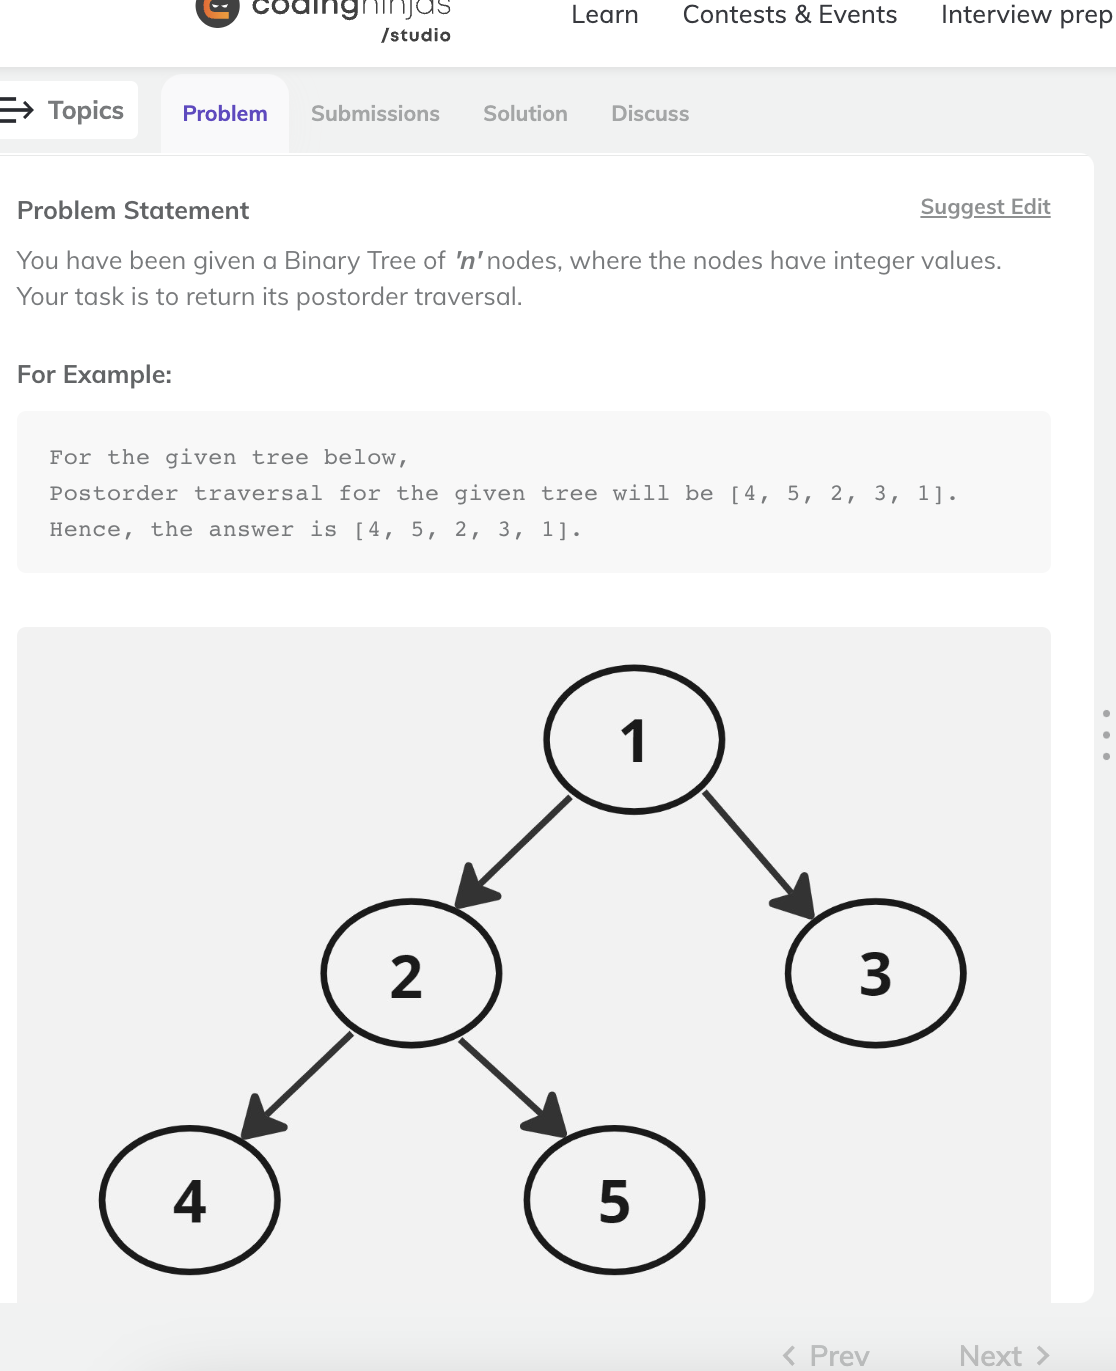 codingninjas
/studio
Learn Contests & Events Interview prep
Topics Problem Submissions Solution Discuss
Problem Statement
Suggest Edit
You have been given a Binary Tree of 'n' nodes, where the nodes have integer values.
Your task is to return its postorder traversal.
For Example:
For the given tree below,
Postorder traversal for the given tree will be [4, 5, 2, 3, 1].
Hence, the answer is [4, 5, 2, 3, 1].
1
2 3
4 5
Prev Next